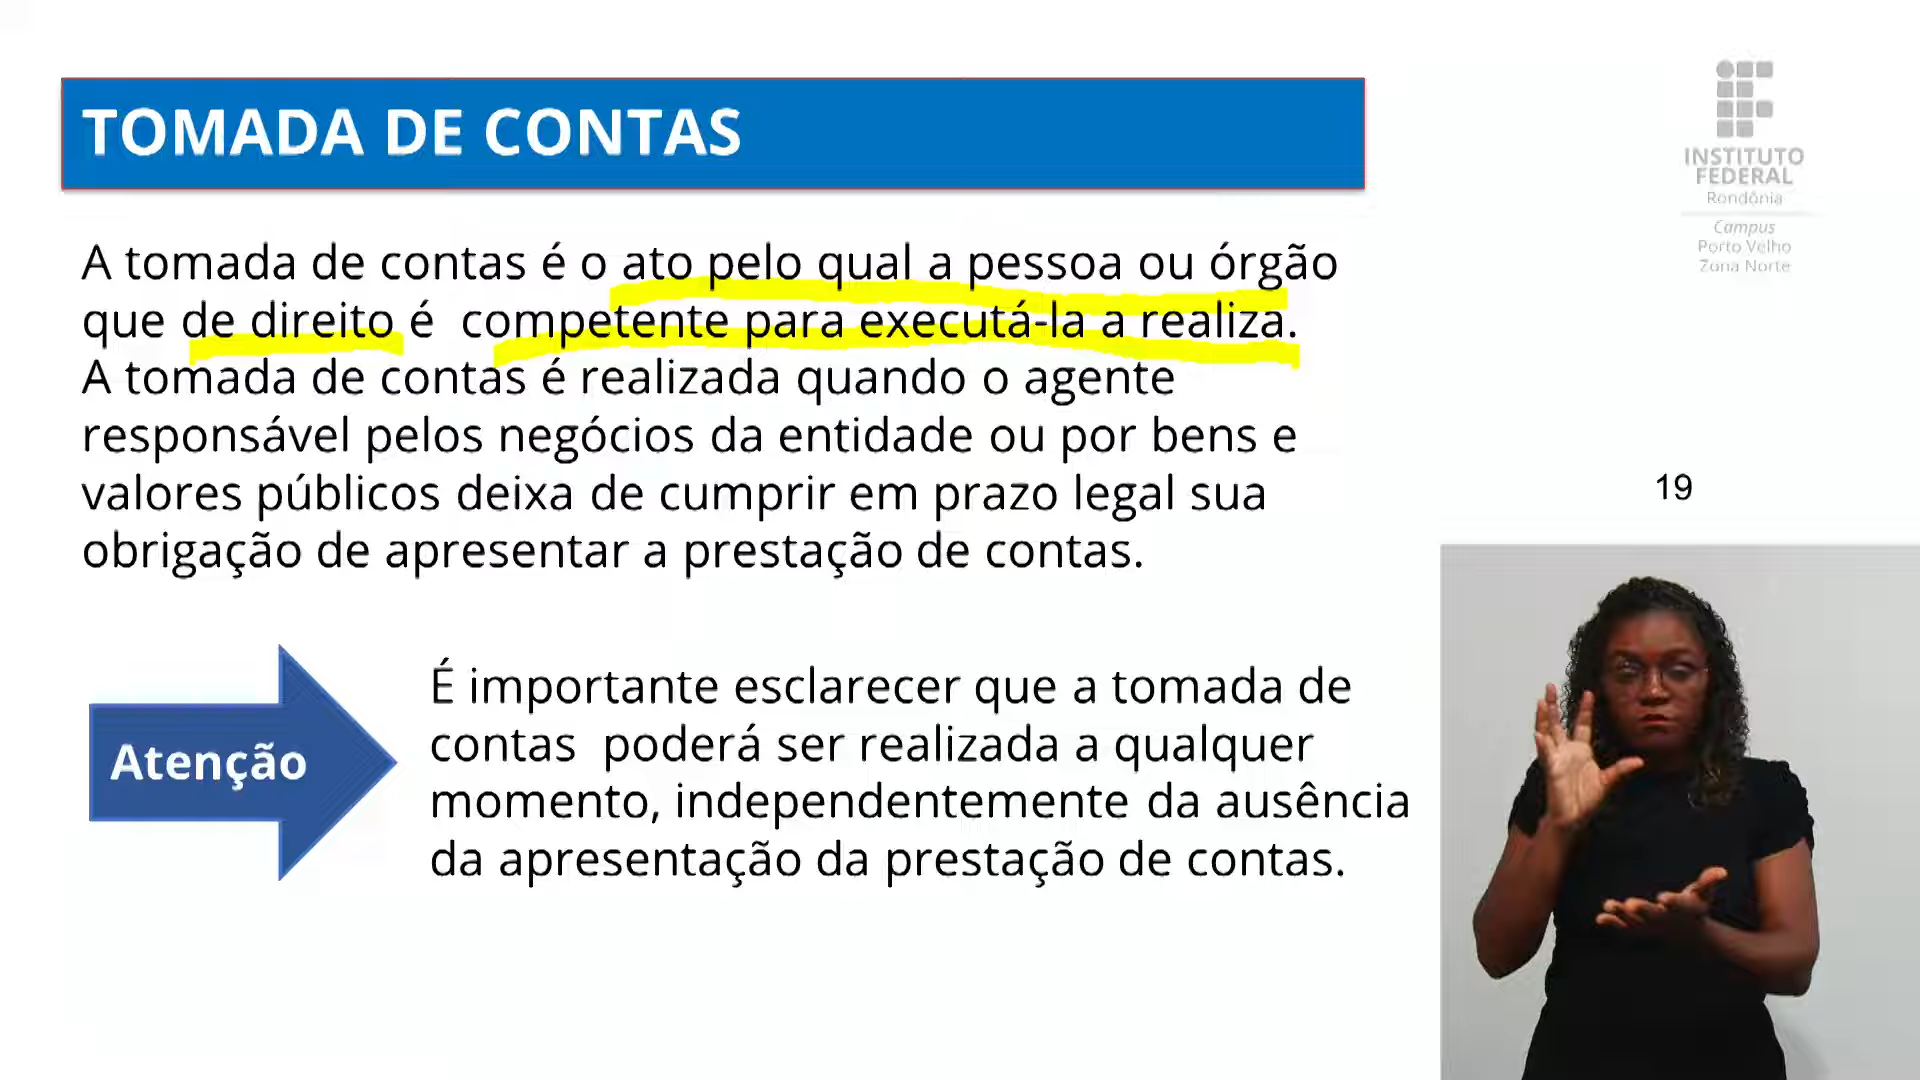 TOMADA DE CONTAS
INSTITUTO
FEDERAL
Rondônia
Campus
Porto Velho
Zona Norte
A tomada de contas é o ato pelo qual a pessoa ou órgão
que de direito é  competente para executá-la a realiza.
A tomada de contas é realizada quando o agente
responsável pelos negócios da entidade ou por bens e
valores públicos deixa de cumprir em prazo legal sua
obrigação de apresentar a prestação de contas.
19
Atenção
É importante esclarecer que a tomada de
contas  poderá ser realizada a qualquer
momento, independentemente da ausência
da apresentação da prestação de contas.